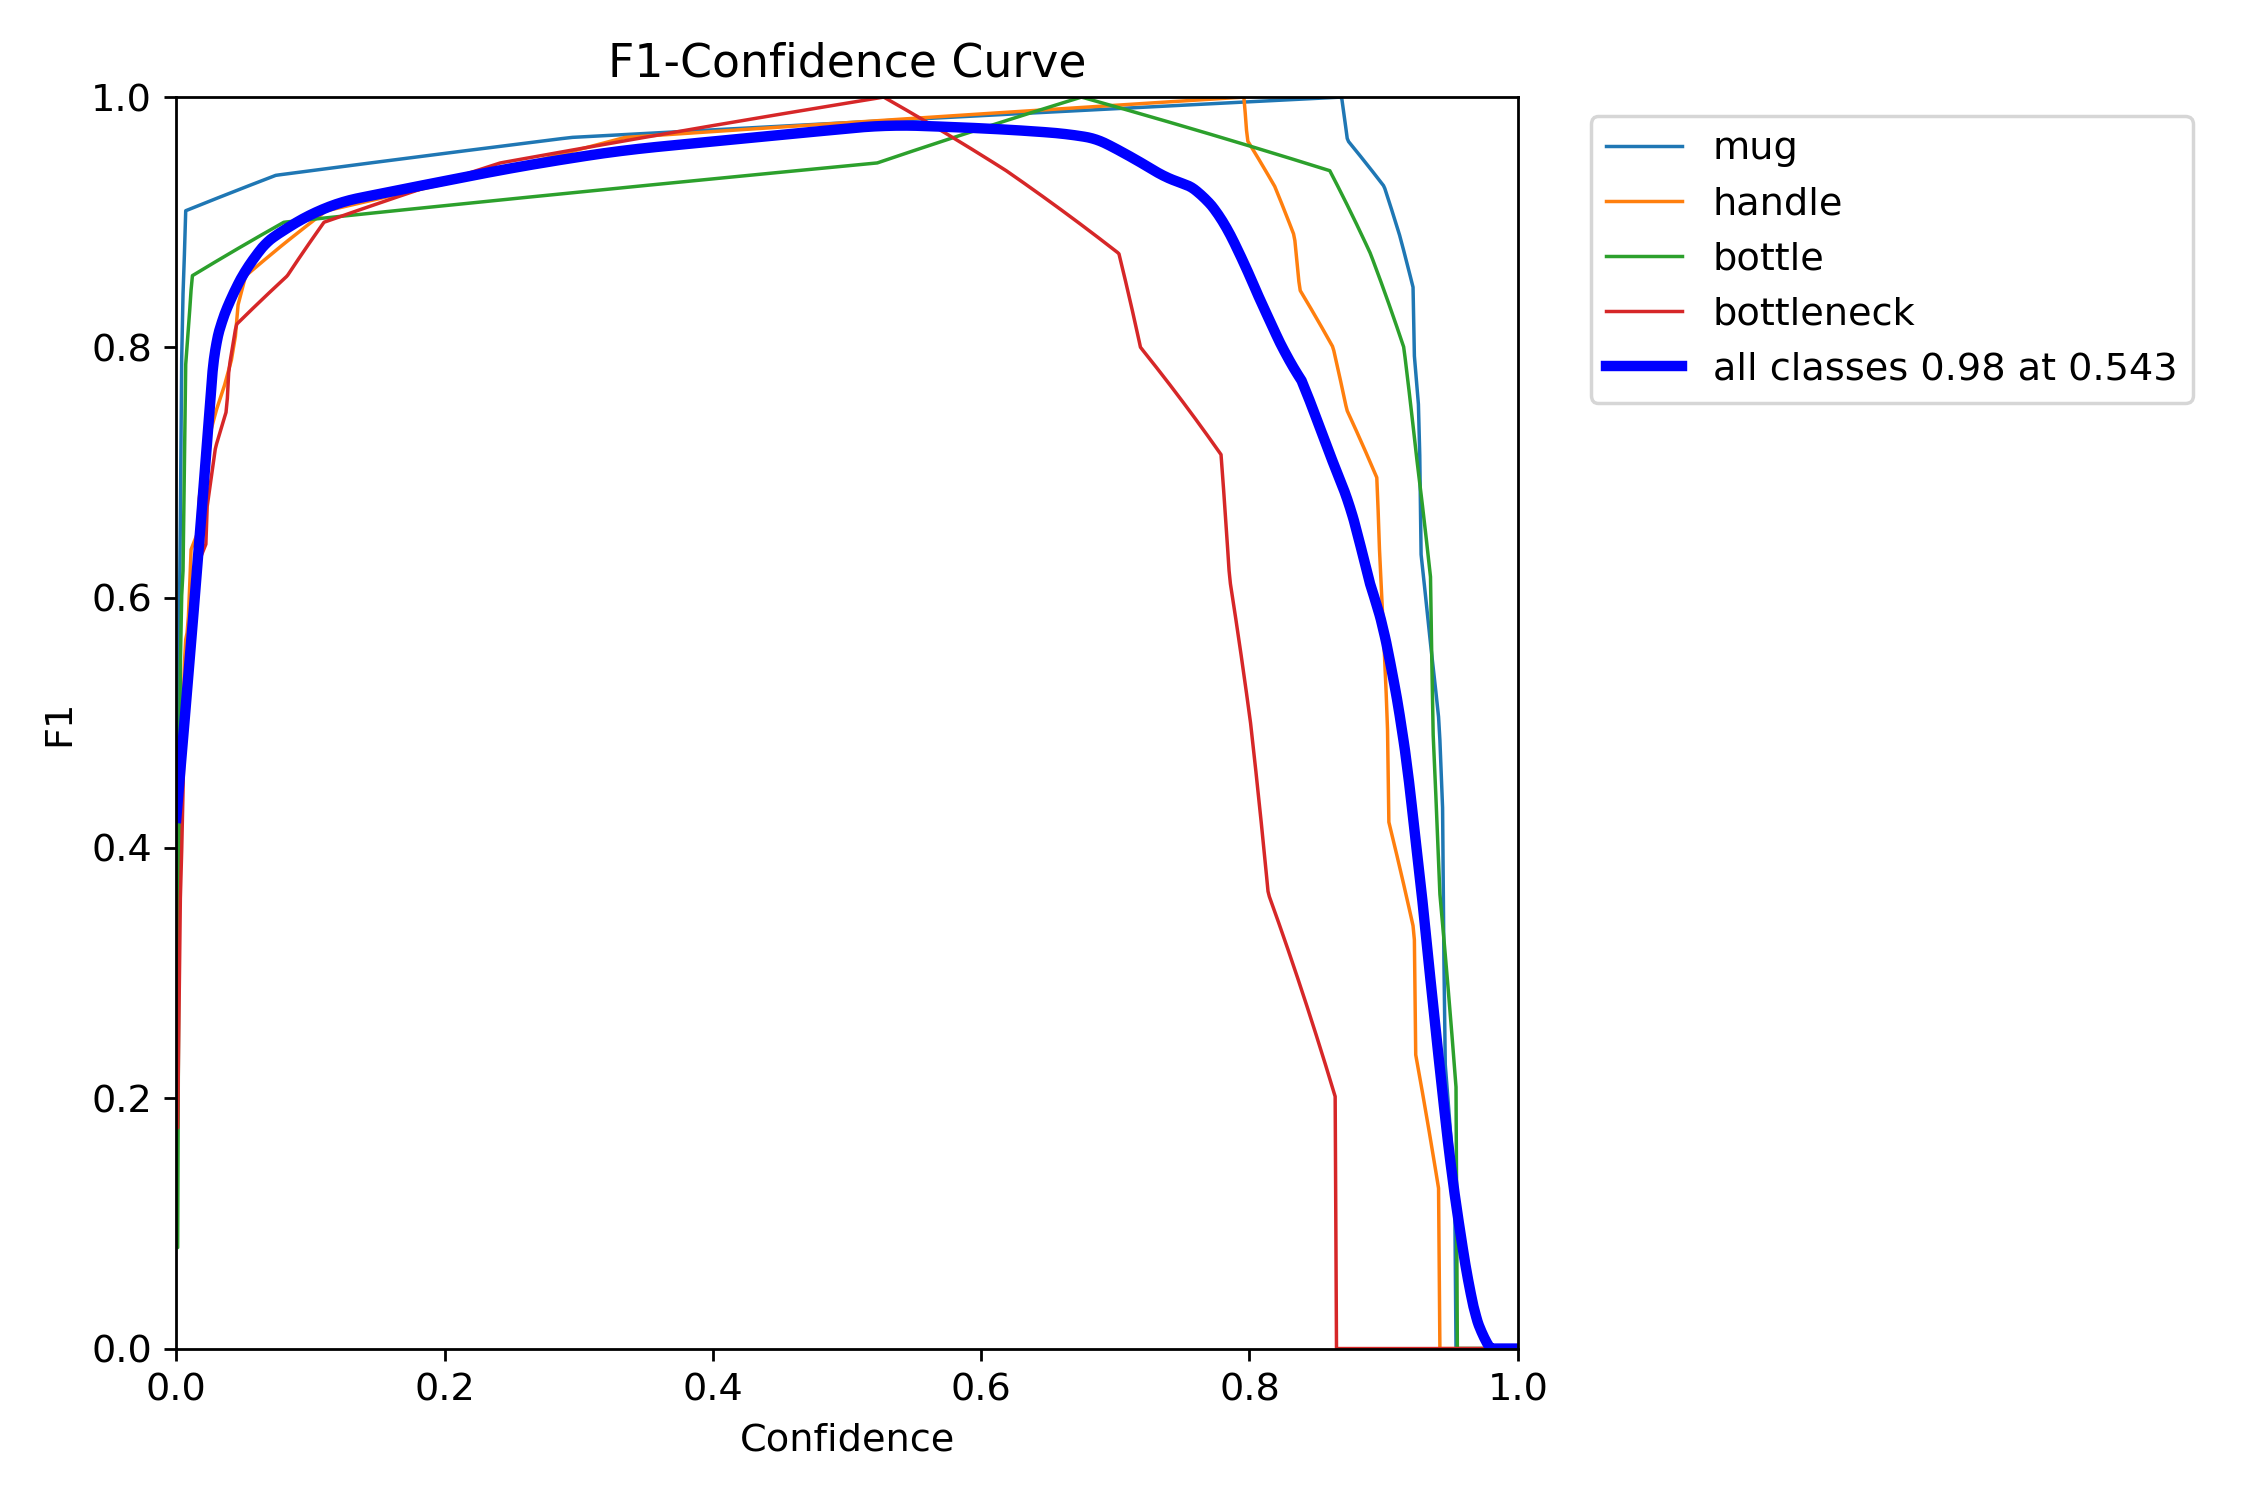 F1-Confidence Curve
1.0
0.8
0.6
0.4
0.2
0.0
F1
0.0 0.2 0.4 0.6 0.8 1.0
Confidence
mug
handle
bottle
bottleneck
all classes 0.98 at 0.543